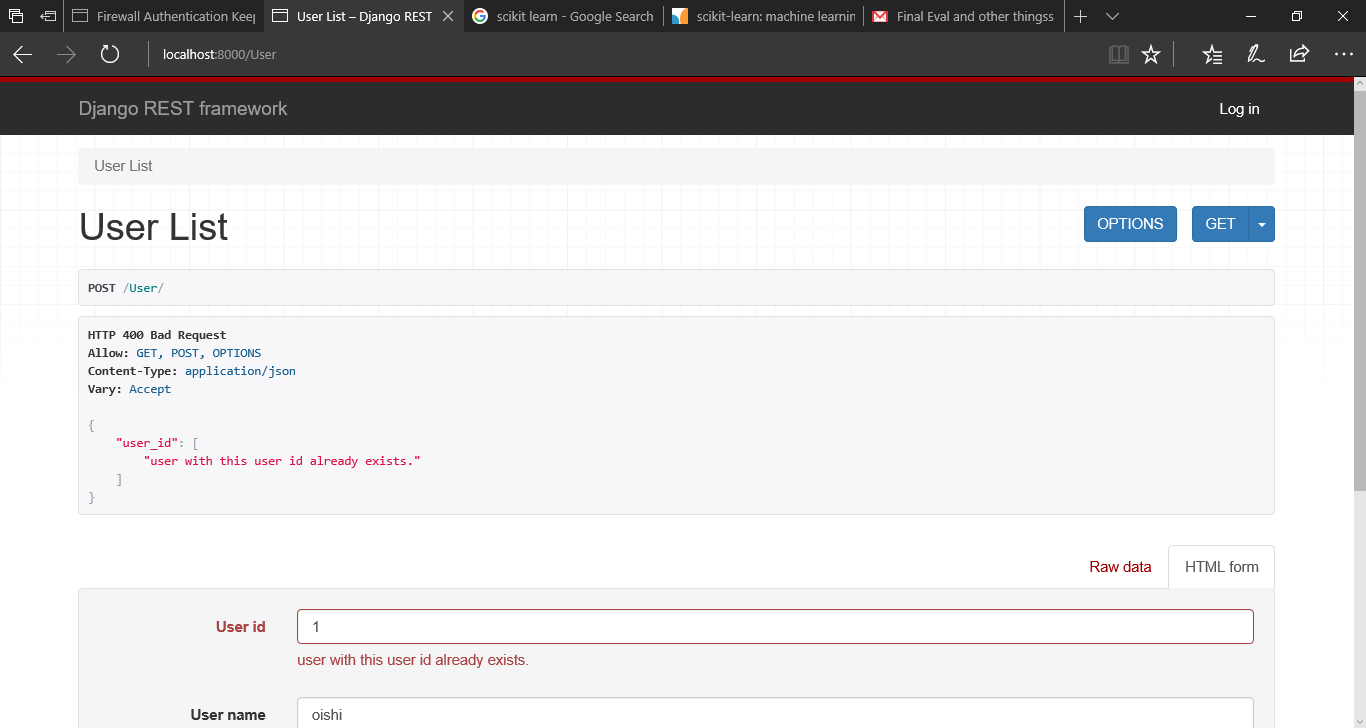 Firewall Authentication Keep
User List – Django REST
scikit learn - Google Search
scikit-learn: machine learnin
Final Eval and other thingss
localhost:8000/User
Django REST framework
Log in
User List
User List
OPTIONS
GET
POST /User/
HTTP 400 Bad Request
Allow: GET, POST, OPTIONS
Content-Type: application/json
Vary: Accept
{
"user_id": [
"user with this user id already exists."
]
}
Raw data
HTML form
User id
1
user with this user id already exists.
User name
oishi